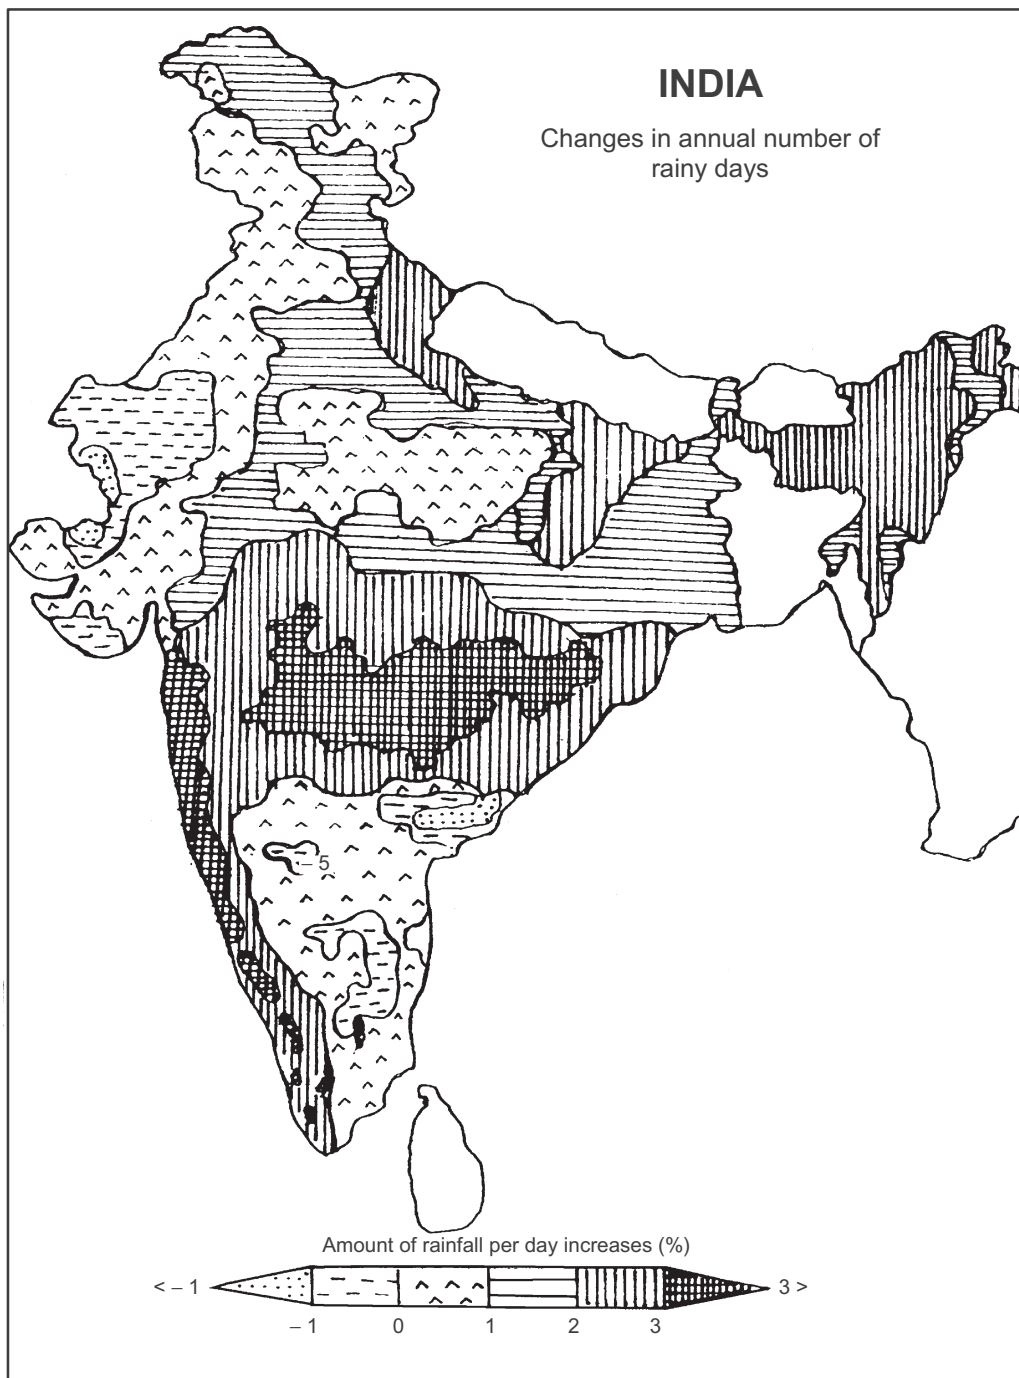 INDIA
Changes in annual number of
rainy days
– 5
Amount of rainfall per day increases (%)
< – 1
3 >
– 1 0 1 2 3